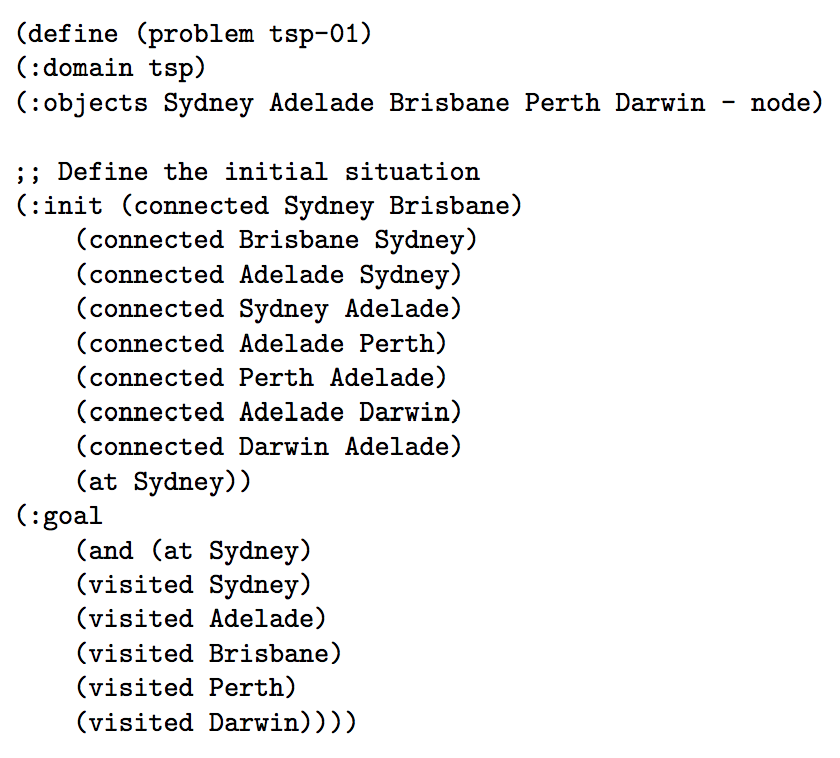 (define (problem tsp-01)
(:domain tsp)
(:objects Sydney Adelade Brisbane Perth Darwin - node)
;; Define the initial situation
(:init (connected Sydney Brisbane)
(connected Brisbane Sydney)
(connected Adelade Sydney)
(connected Sydney Adelade)
(connected Adelade Perth)
(connected Perth Adelade)
(connected Adelade Darwin)
(connected Darwin Adelade)
(at Sydney))
(:goal
(and (at Sydney)
(visited Sydney)
(visited Adelade)
(visited Brisbane)
(visited Perth)
(visited Darwin))))